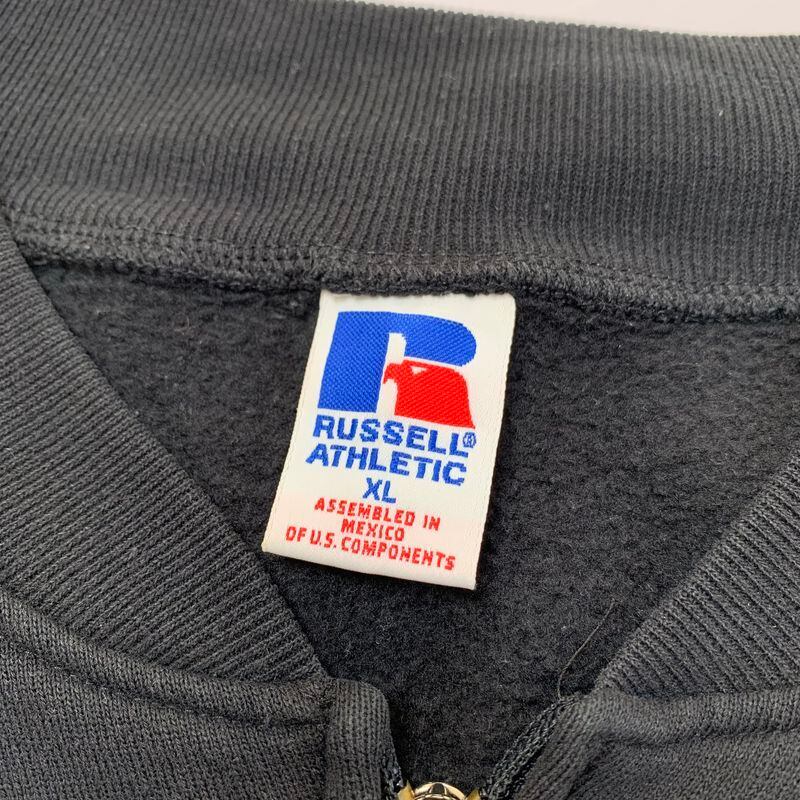 R
RUSSELL®
ATHLETIC
XL
ASSEMBLED IN
MEXICO
OF U.S. COMPONENTS